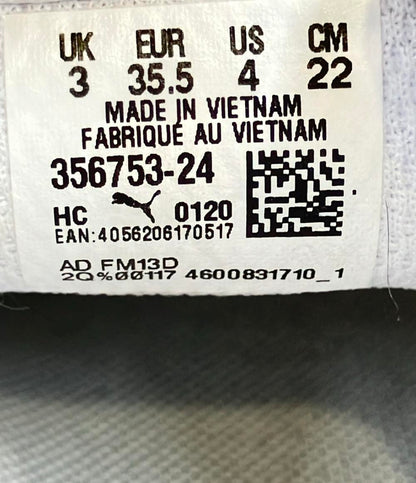 UK EUR US CM
3 35.5 4 22
MADE IN VIETNAM
FABRIQUÉ AU VIETNAM
356753-24
HC 0120
EAN:4056206170517
AD FM13D
2Q%00117 4600831710_1